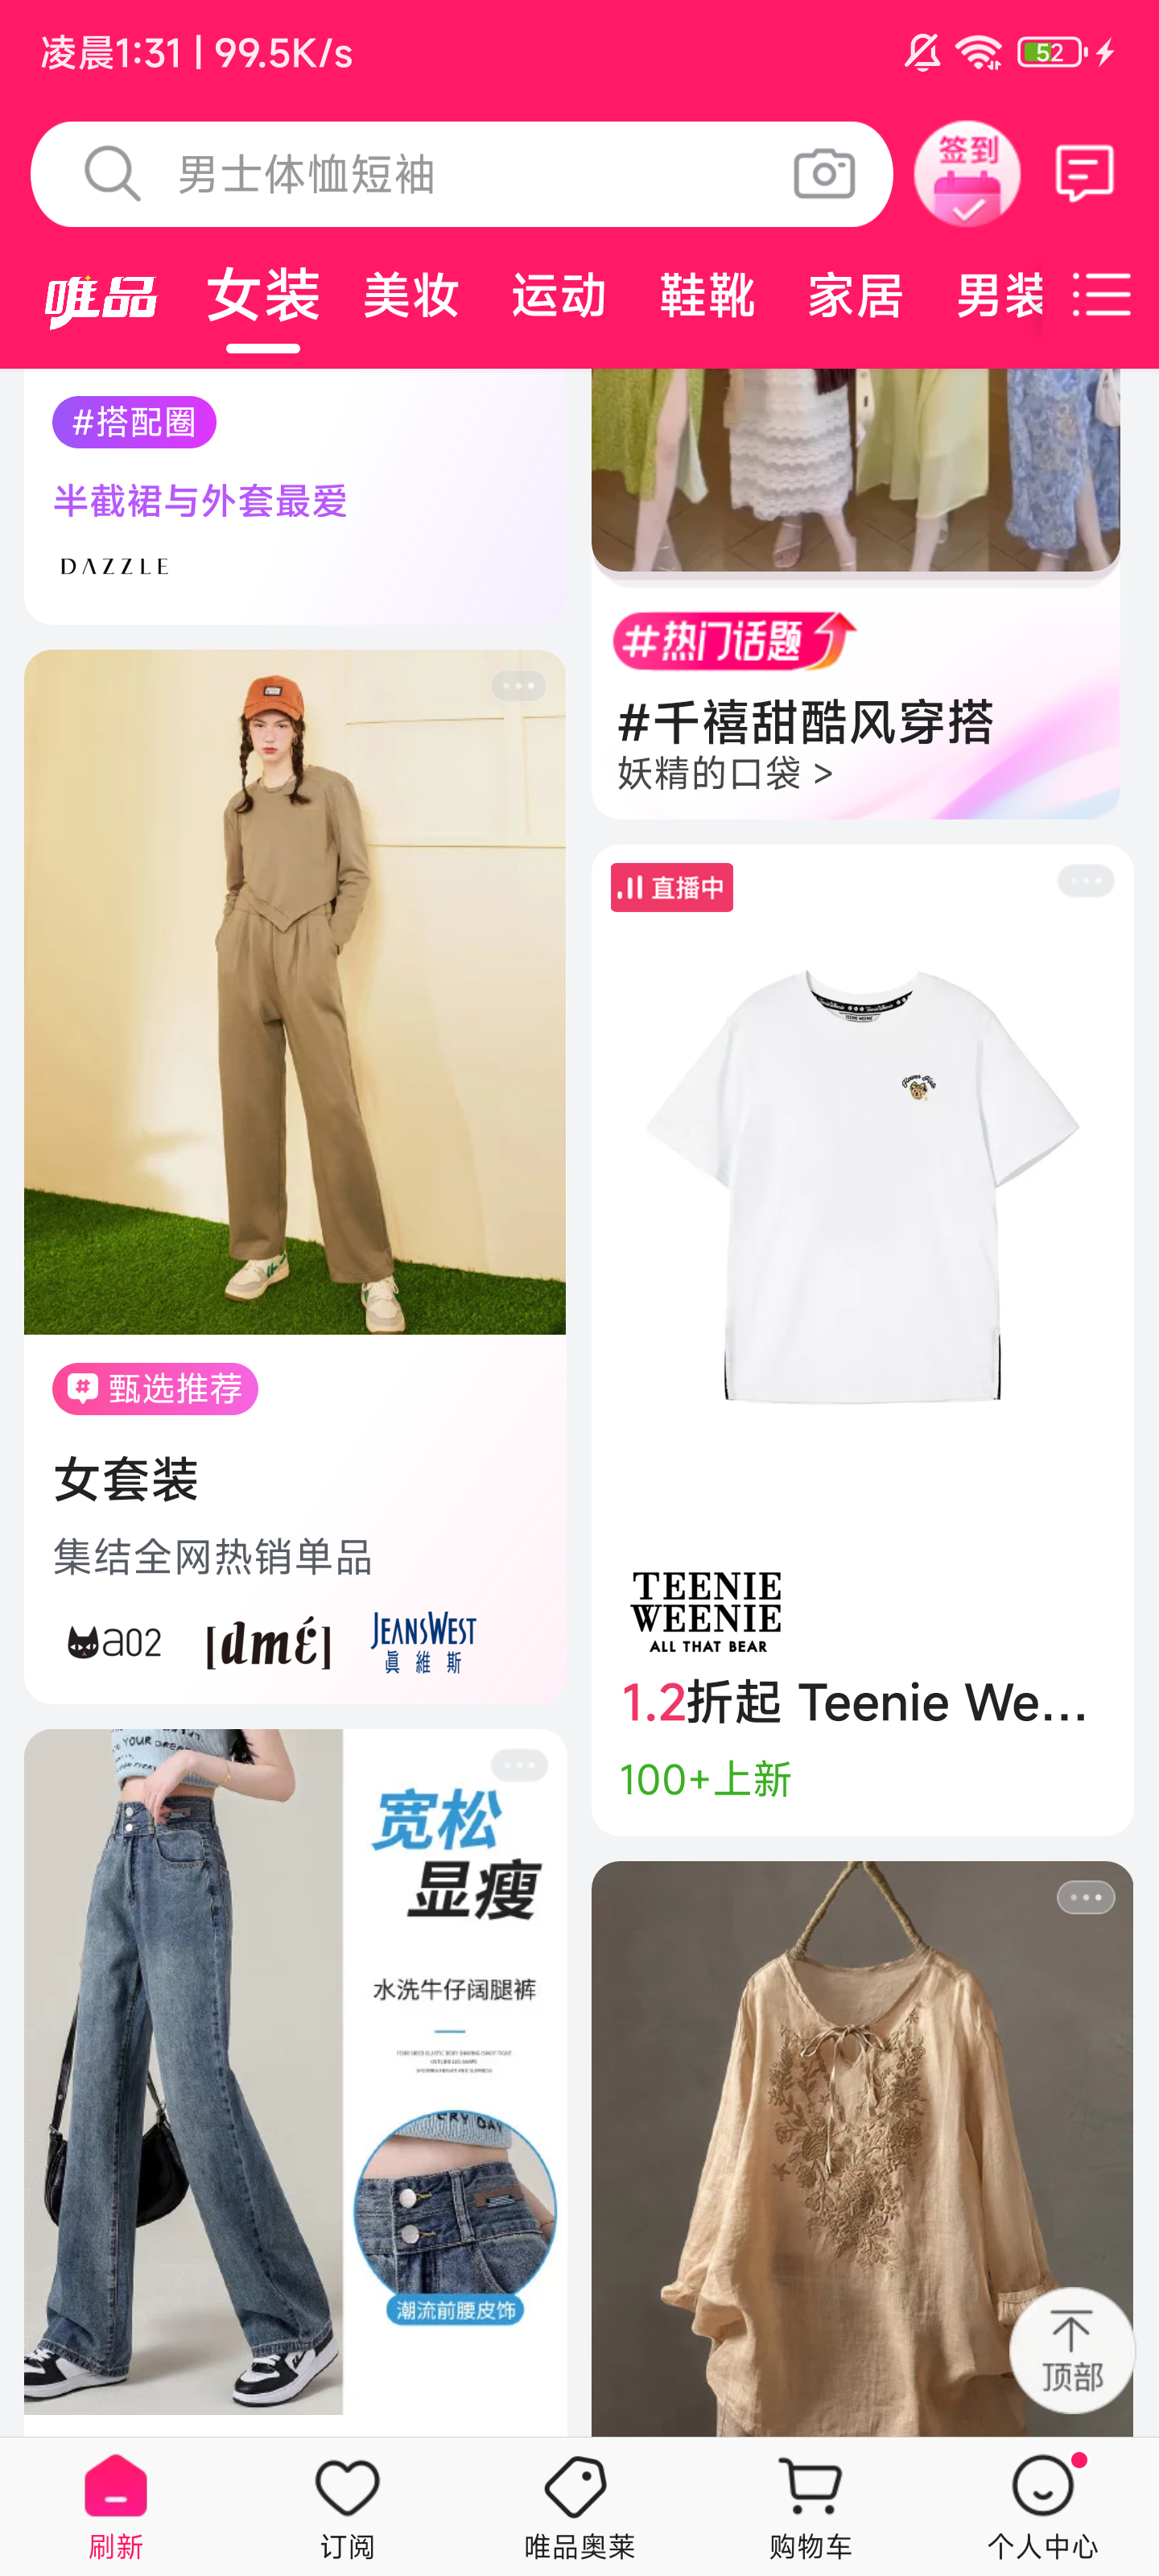 凌晨1:31 | 99.5K/s
52
男士体恤短袖
签到
唯品 女装 美妆 运动 鞋靴 家居 男装
#搭配圈
半截裙与外套最爱
DAZZLE
#热门话题
#千禧甜酷风穿搭
妖精的口袋 >
甄选推荐
女套装
集结全网热销单品
a02 [dmé] JEANSWEST
真維斯
直播中
TEENIE WEENIE
TEENIE
WEENIE
ALL THAT BEAR
1.2折起 Teenie We...
100+上新
YOUR DREA
宽松
显瘦
水洗牛仔阔腿裤
ERY DAY
潮流前腰皮饰
顶部
刷新 订阅 唯品奥莱 购物车 个人中心